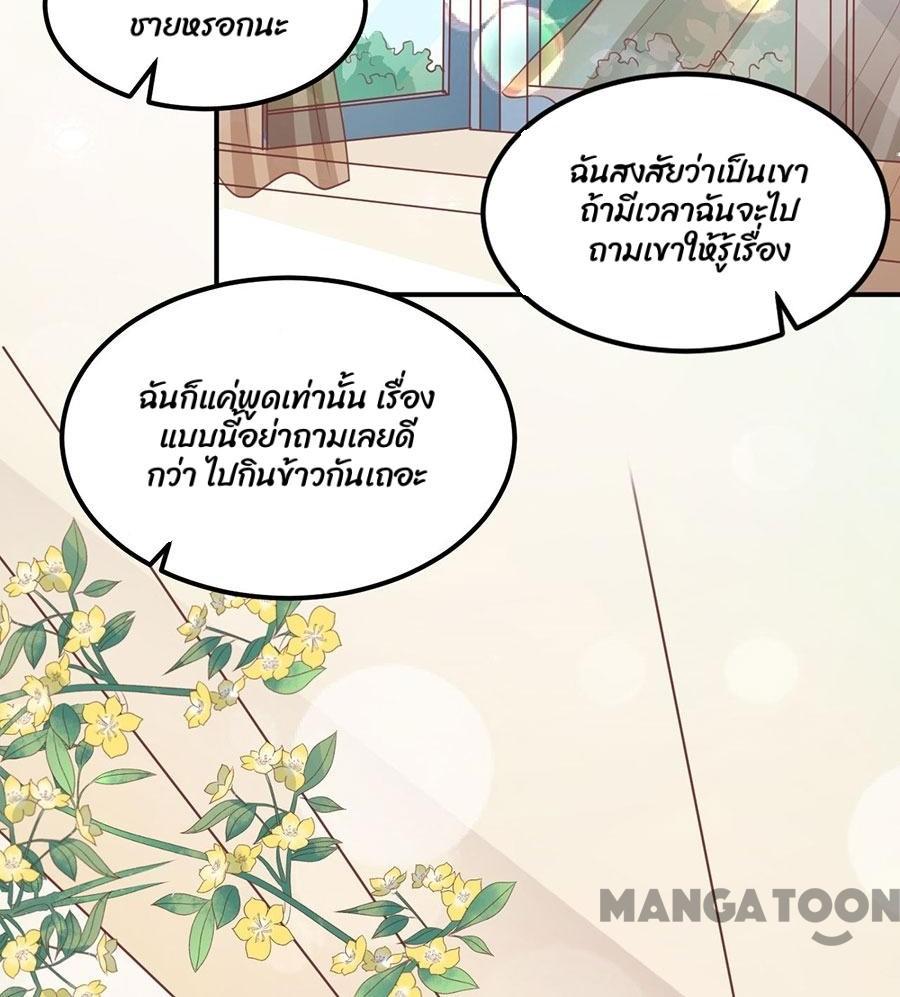 ชายหรอกนะ
ฉันสงสัยว่าเป็นเขา
ถ้ามีเวลาฉันจะไป
ถามเขาให้รู้เรื่อง
ฉันก็แค่พูดเท่านั้น เรื่อง
แบบนี้อย่าถามเลยดี
กว่า ไปกินข้าวกันเถอะ
MANGATOON